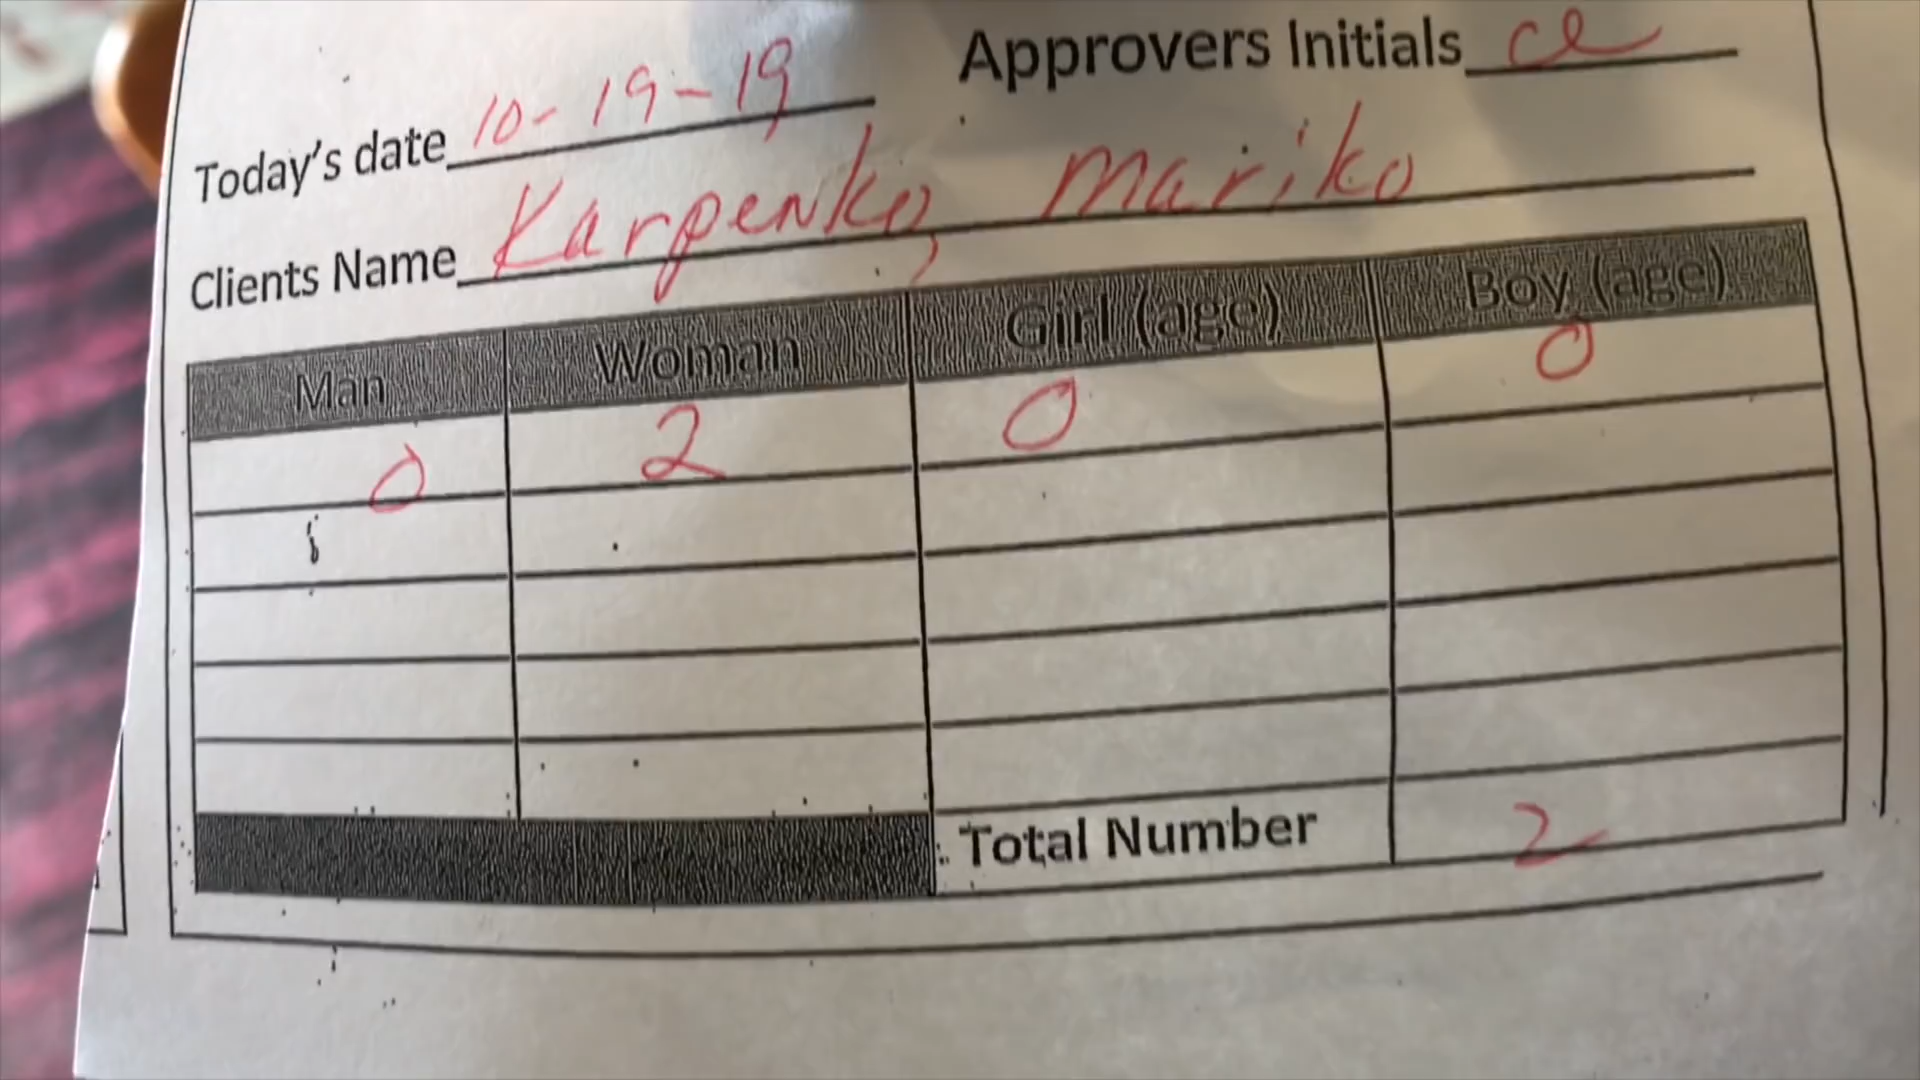 Approvers Initials ce
Today's date 10-19-19
Clients Name Karpenko, Mariko
Man Woman Girl (age) Boy (age)
0 2 0 0
Total Number 2